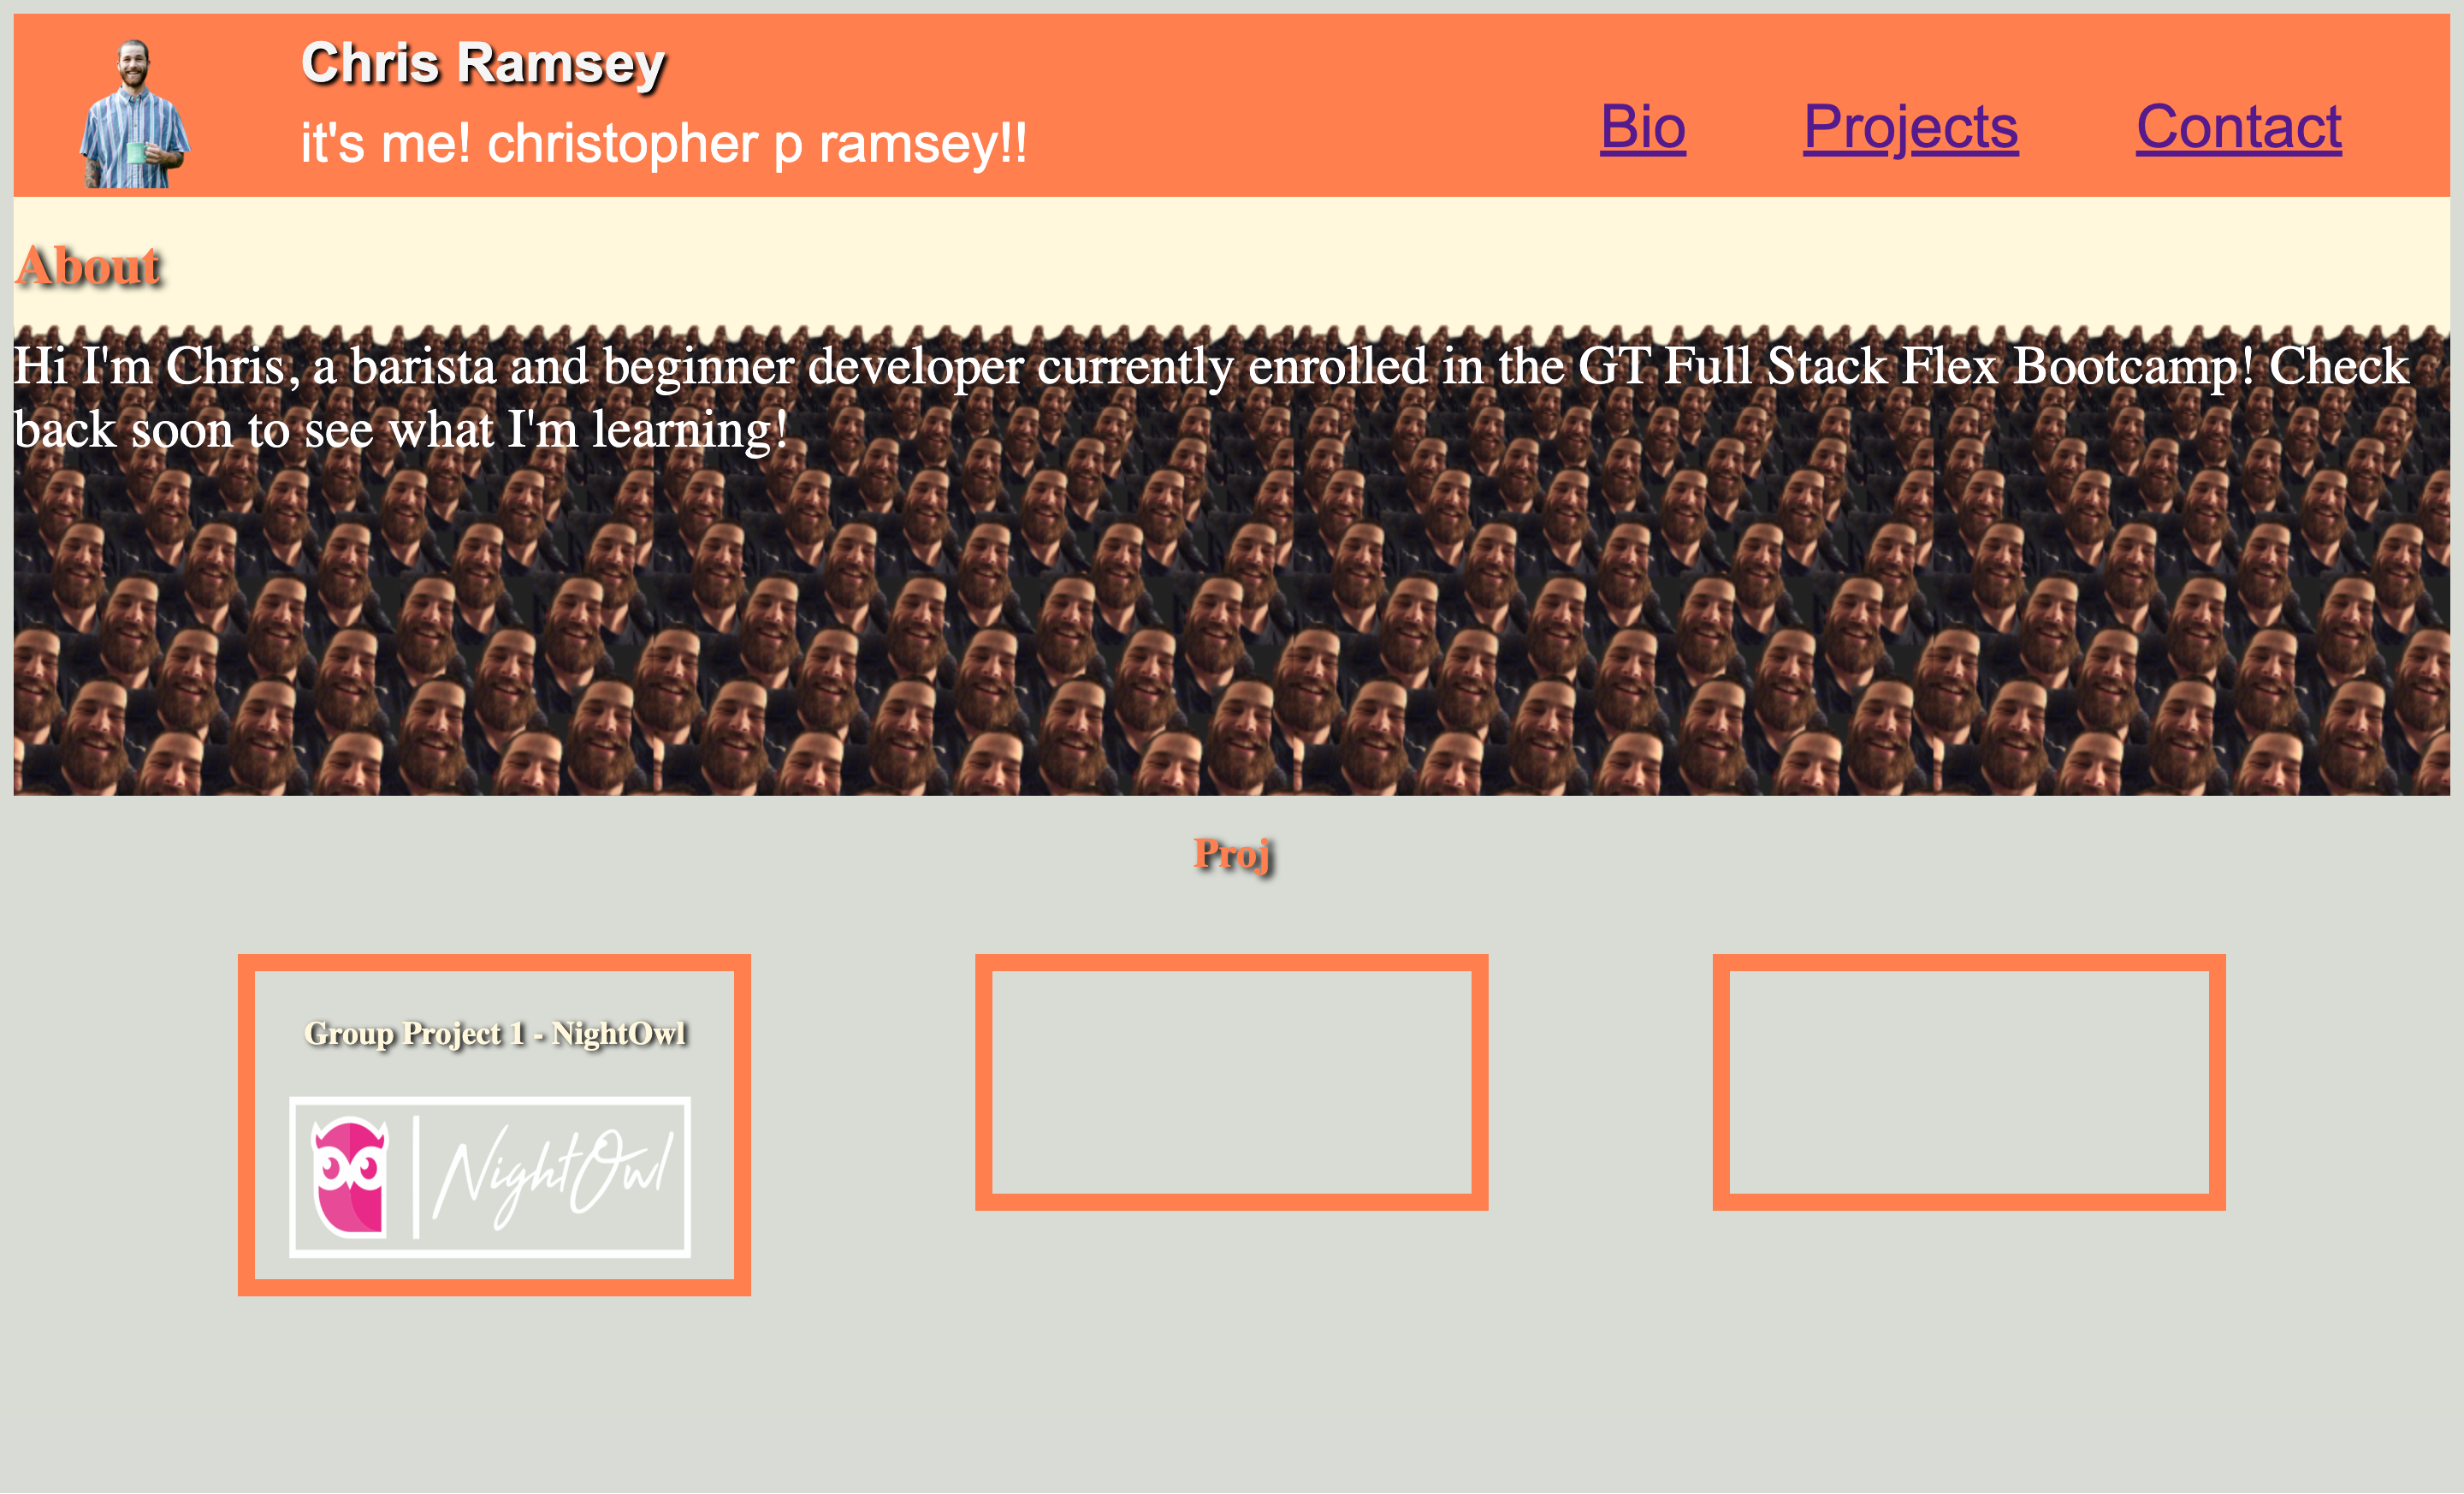 Chris Ramsey
it's me! christopher p ramsey!!
Bio Projects Contact
About
Hi I'm Chris, a barista and beginner developer currently enrolled in the GT Full Stack Flex Bootcamp! Check
back soon to see what I'm learning!
Proj
Group Project 1 - NightOwl
NightOwl